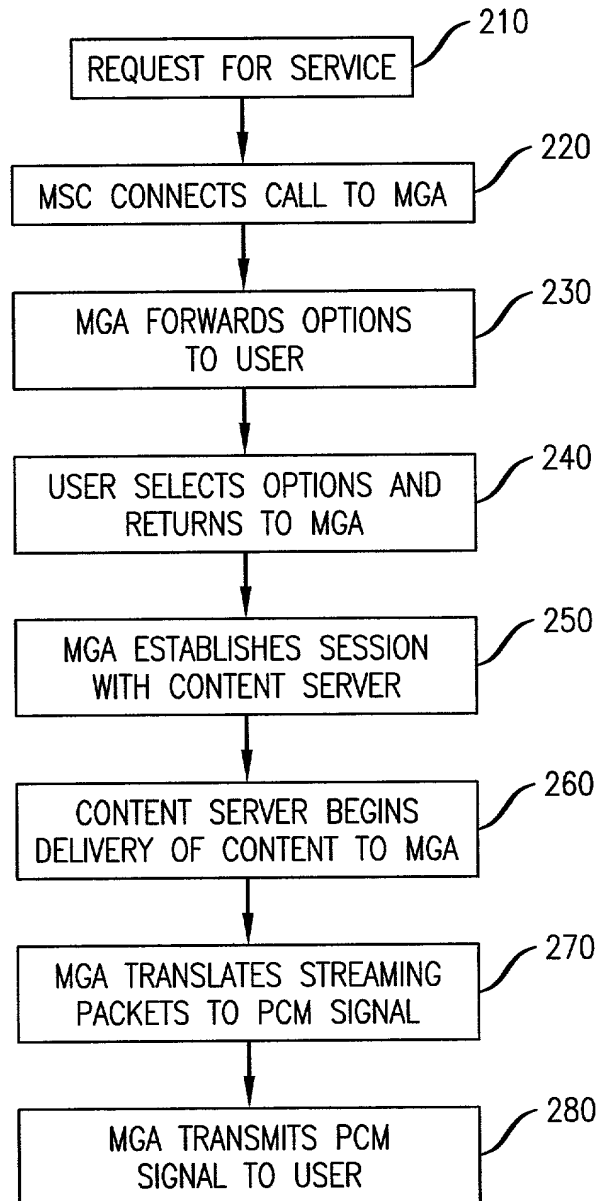 210
REQUEST FOR SERVICE
220
MSC CONNECTS CALL TO MGA
230
MGA FORWARDS OPTIONS
TO USER
240
USER SELECTS OPTIONS AND
RETURNS TO MGA
250
MGA ESTABLISHES SESSION
WITH CONTENT SERVER
260
CONTENT SERVER BEGINS
DELIVERY OF CONTENT TO MGA
270
MGA TRANSLATES STREAMING
PACKETS TO PCM SIGNAL
280
MGA TRANSMITS PCM
SIGNAL TO USER